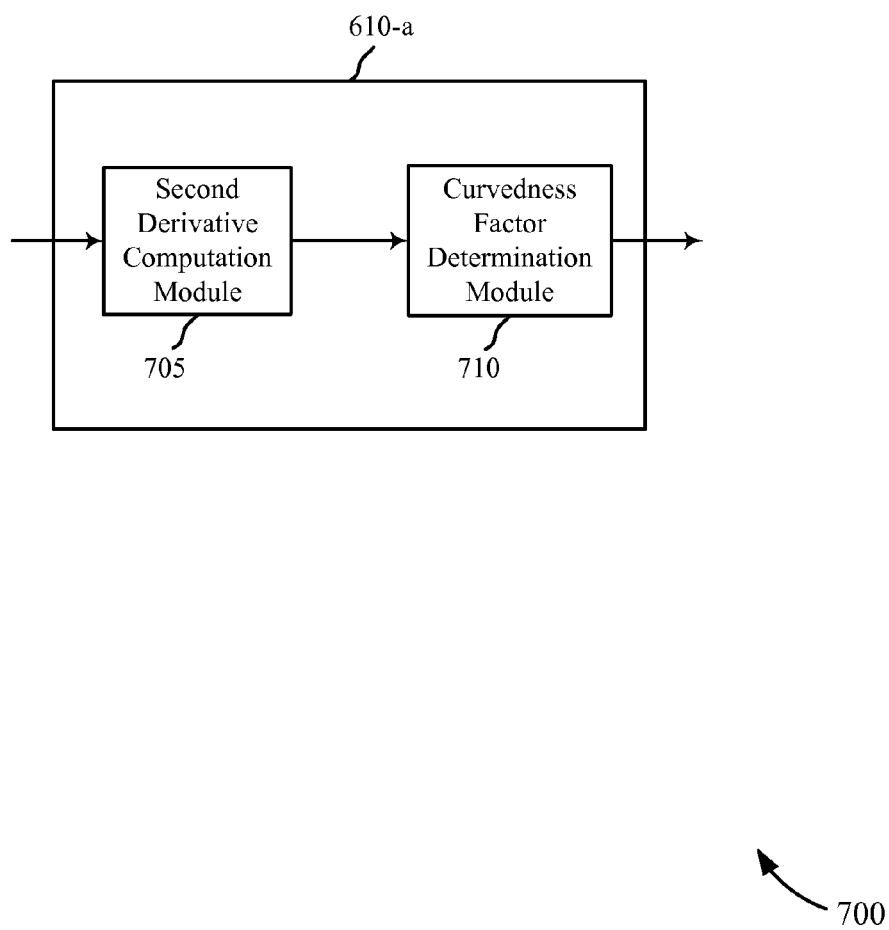 610-a
Second
Derivative
Computation
Module
705
Curvedness
Factor
Determination
Module
710
700